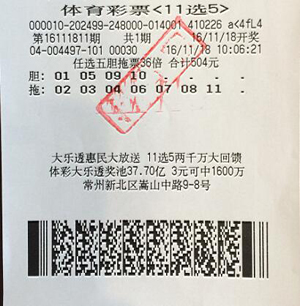 体育彩票<11选5>
000010-202499-248000-014001 410226 a<4fL4
第16111811期 共1期 16/11/18开奖
04-004497-101 00030 16/11/18 10:06:21
任选五胆拖票36倍 合计504元
胆: 01 05 09 10
拖: 02 03 04 06 07 08 11
大乐透惠民大放送 11选5两千万大回馈
体彩大乐透奖池37.70亿 3元可中1600万
常州新北区嵩山中路9-8号